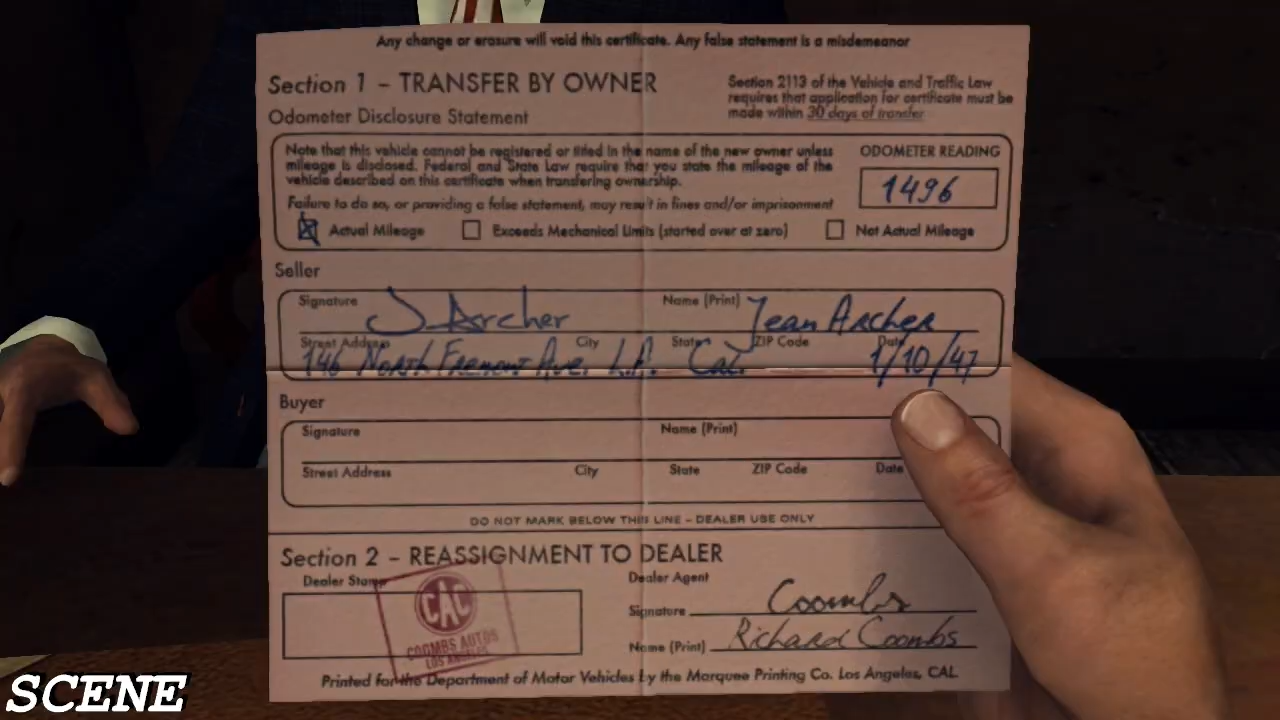 Any change or erasure will void this certificate. Any false statement is a misdemeanor
Section 1 – TRANSFER BY OWNER
Section 2113 of the Vehicle and Traffic Law
requires that application for certificate must be
made within 30 days of transfer
Odometer Disclosure Statement
Note that this vehicle cannot be registered or titled in the name of the new owner unless
mileage is disclosed. Federal and State Law require that you state the mileage of the
vehicle described on this certificate when transfering ownership.
Failure to do so, or providing a false statement, may result in fines and/or imprisonment
ODOMETER READING
1496
Actual Mileage
Exceeds Mechanical Limits (started over at zero)
Not Actual Mileage
Seller
Signature J Archer Name (Print) Jean Archer
Street Address City State ZIP Code Date
146 North Fremont Ave. L.A. Cal. 1/10/47
Buyer
Signature Name (Print)
Street Address City State ZIP Code Date
DO NOT MARK BELOW THIS LINE – DEALER USE ONLY
Section 2 – REASSIGNMENT TO DEALER
Dealer Stamp
CAC
COOMBS AUTOS
LOS ANGELES
Dealer Agent
Signature Coombs
Name (Print) Richard Coombs
Printed for the Department of Motor Vehicles by the Marquee Printing Co. Los Angeles, CAL
SCENE